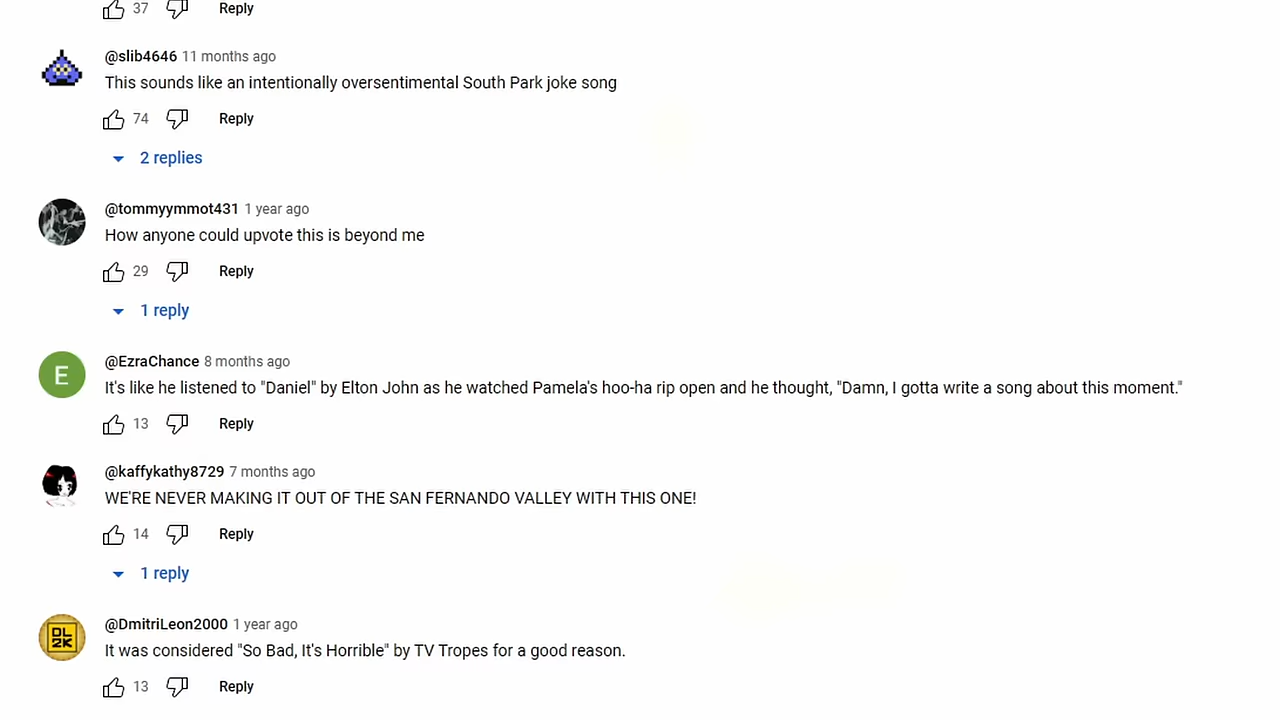 37 Reply
@slib4646 11 months ago
This sounds like an intentionally oversentimental South Park joke song
74 Reply
2 replies
@tommyymmot431 1 year ago
How anyone could upvote this is beyond me
29 Reply
1 reply
E
@EzraChance 8 months ago
It's like he listened to "Daniel" by Elton John as he watched Pamela's hoo-ha rip open and he thought, "Damn, I gotta write a song about this moment."
13 Reply
@kaffykathy8729 7 months ago
WE'RE NEVER MAKING IT OUT OF THE SAN FERNANDO VALLEY WITH THIS ONE!
14 Reply
1 reply
DL
2K
@DmitriLeon2000 1 year ago
It was considered "So Bad, It's Horrible" by TV Tropes for a good reason.
13 Reply